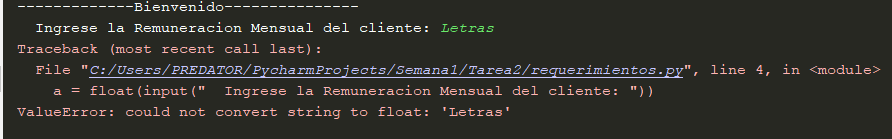 -------------Bienvenido---------------
Ingrese la Remuneracion Mensual del cliente: Letras
Traceback (most recent call last):
File "C:/Users/PREDATOR/PycharmProjects/Semana1/Tarea2/requerimientos.py", line 4, in <module>
a = float(input("  Ingrese la Remuneracion Mensual del cliente: "))
ValueError: could not convert string to float: 'Letras'